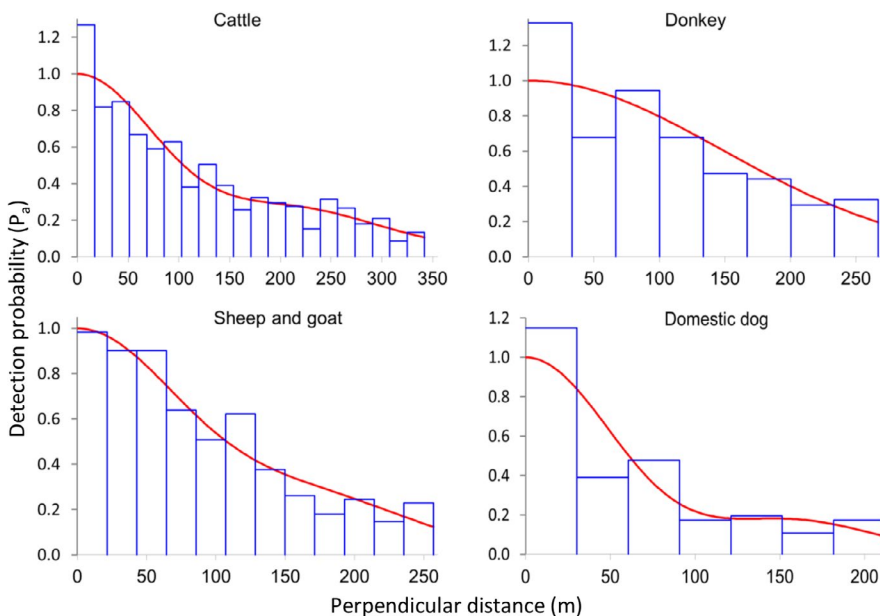 Cattle
1.2
1.0
0.8
0.6
0.4
0.2
0.0
0 50 100 150 200 250 300 350
Donkey
1.2
1.0
0.8
0.6
0.4
0.2
0.0
0 50 100 150 200 250
Sheep and goat
1.0
0.8
0.6
0.4
0.2
0.0
0 50 100 150 200 250
Domestic dog
1.2
1.0
0.8
0.6
0.4
0.2
0.0
0 50 100 150 200
Detection probability (Pa)
Perpendicular distance (m)